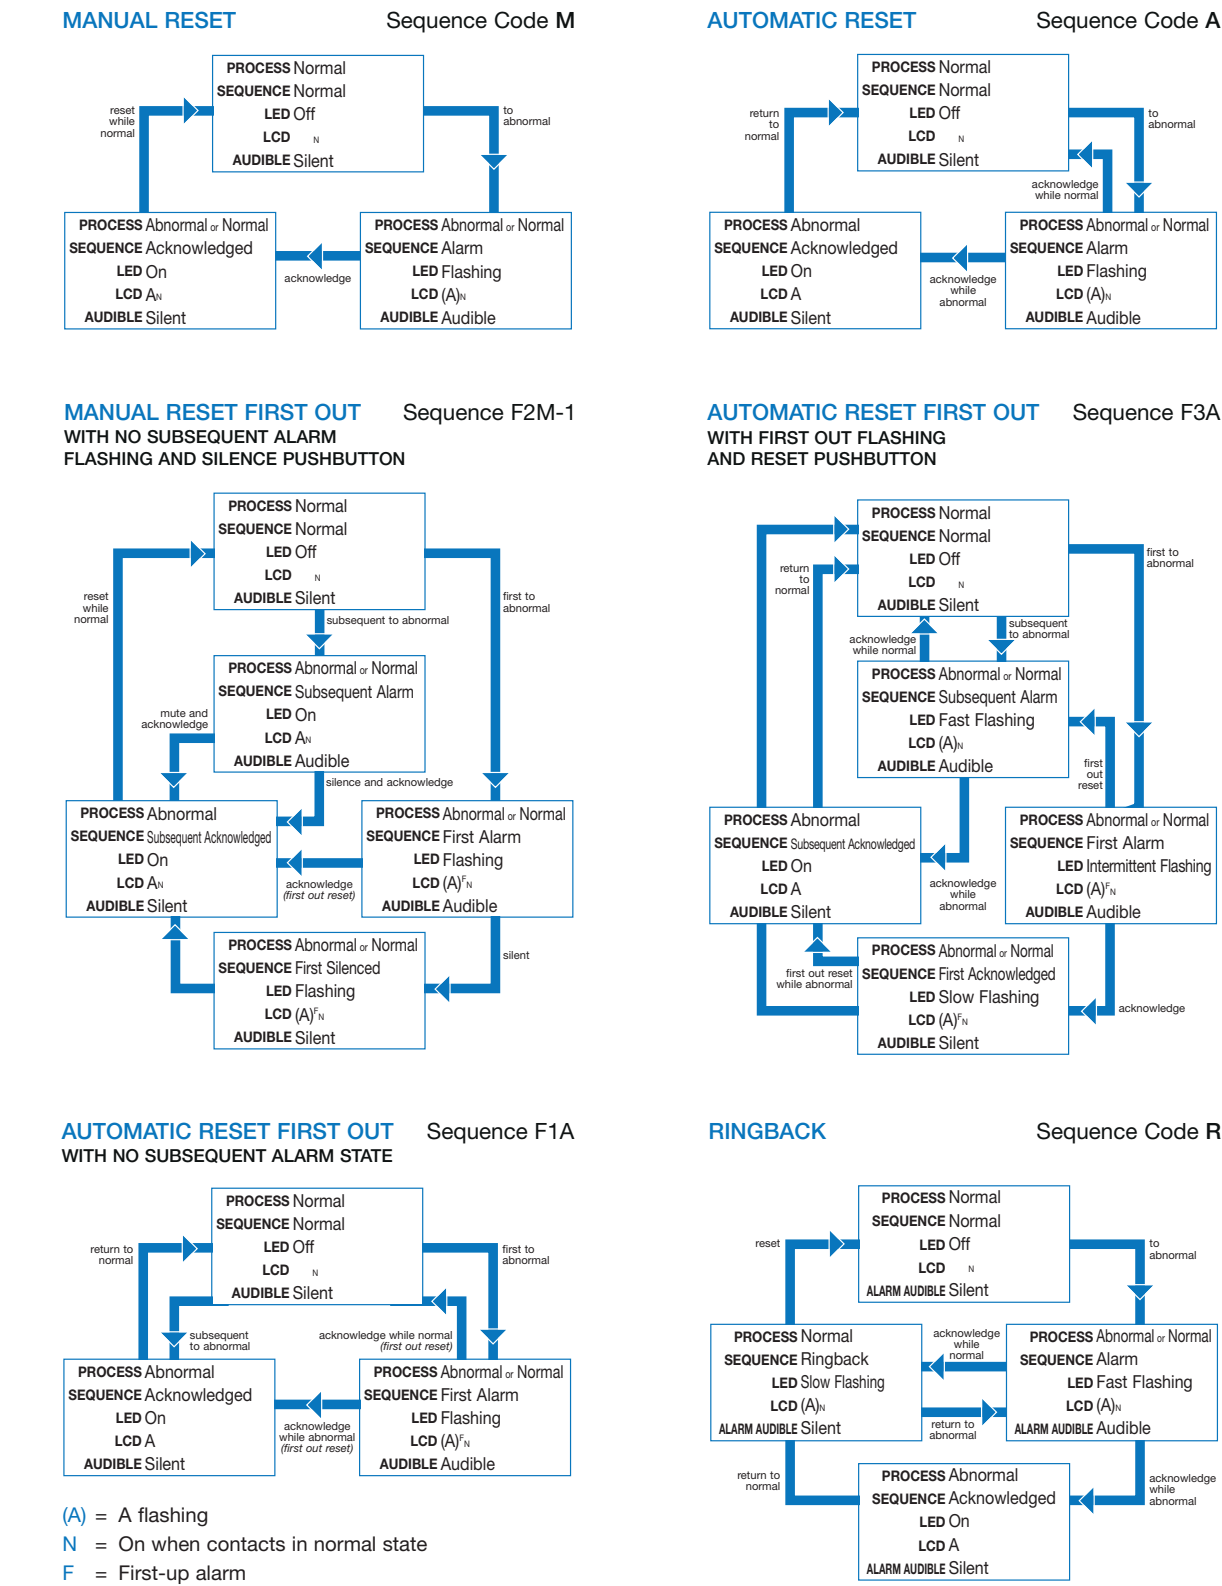 MANUAL RESET Sequence Code M
PROCESS Normal
SEQUENCE Normal
LED Off
LCD N
AUDIBLE Silent
reset
while
normal
to
abnormal
PROCESS Abnormal or Normal
SEQUENCE Acknowledged
LED On
LCD AN
AUDIBLE Silent
acknowledge
PROCESS Abnormal or Normal
SEQUENCE Alarm
LED Flashing
LCD (A)N
AUDIBLE Audible
AUTOMATIC RESET Sequence Code A
PROCESS Normal
SEQUENCE Normal
LED Off
LCD N
AUDIBLE Silent
return
to
normal
to
abnormal
acknowledge
while normal
PROCESS Abnormal
SEQUENCE Acknowledged
LED On
LCD A
AUDIBLE Silent
acknowledge
while
abnormal
PROCESS Abnormal or Normal
SEQUENCE Alarm
LED Flashing
LCD (A)N
AUDIBLE Audible
MANUAL RESET FIRST OUT Sequence F2M-1
WITH NO SUBSEQUENT ALARM
FLASHING AND SILENCE PUSHBUTTON
PROCESS Normal
SEQUENCE Normal
LED Off
LCD N
AUDIBLE Silent
reset
while
normal
first to
abnormal
subsequent to abnormal
PROCESS Abnormal or Normal
SEQUENCE Subsequent Alarm
LED On
LCD AN
AUDIBLE Audible
mute and
acknowledge
silence and acknowledge
PROCESS Abnormal
SEQUENCE Subsequent Acknowledged
LED On
LCD AN
AUDIBLE Silent
acknowledge
(first out reset)
PROCESS Abnormal or Normal
SEQUENCE First Alarm
LED Flashing
LCD (A)FN
AUDIBLE Audible
silent
PROCESS Abnormal or Normal
SEQUENCE First Silenced
LED Flashing
LCD (A)FN
AUDIBLE Silent
AUTOMATIC RESET FIRST OUT Sequence F3A
WITH FIRST OUT FLASHING
AND RESET PUSHBUTTON
PROCESS Normal
SEQUENCE Normal
LED Off
LCD N
AUDIBLE Silent
return
to
normal
first to
abnormal
acknowledge
while normal
subsequent
to abnormal
PROCESS Abnormal or Normal
SEQUENCE Subsequent Alarm
LED Fast Flashing
LCD (A)N
AUDIBLE Audible
first
out
reset
PROCESS Abnormal
SEQUENCE Subsequent Acknowledged
LED On
LCD A
AUDIBLE Silent
acknowledge
while
abnormal
PROCESS Abnormal or Normal
SEQUENCE First Alarm
LED Intermittent Flashing
LCD (A)FN
AUDIBLE Audible
first out reset
while abnormal
PROCESS Abnormal or Normal
SEQUENCE First Acknowledged
LED Slow Flashing
LCD (A)FN
AUDIBLE Silent
acknowledge
AUTOMATIC RESET FIRST OUT Sequence F1A
WITH NO SUBSEQUENT ALARM STATE
PROCESS Normal
SEQUENCE Normal
LED Off
LCD N
AUDIBLE Silent
return to
normal
first to
abnormal
subsequent
to abnormal
acknowledge while normal
(first out reset)
PROCESS Abnormal
SEQUENCE Acknowledged
LED On
LCD A
AUDIBLE Silent
acknowledge
while abnormal
(first out reset)
PROCESS Abnormal or Normal
SEQUENCE First Alarm
LED Flashing
LCD (A)FN
AUDIBLE Audible
(A) = A flashing
N = On when contacts in normal state
F = First-up alarm
RINGBACK Sequence Code R
PROCESS Normal
SEQUENCE Normal
LED Off
LCD N
ALARM AUDIBLE Silent
reset
to
abnormal
PROCESS Normal
SEQUENCE Ringback
LED Slow Flashing
LCD (A)N
ALARM AUDIBLE Silent
acknowledge
while
normal
return to
abnormal
PROCESS Abnormal or Normal
SEQUENCE Alarm
LED Fast Flashing
LCD (A)N
ALARM AUDIBLE Audible
return to
normal
PROCESS Abnormal
SEQUENCE Acknowledged
LED On
LCD A
ALARM AUDIBLE Silent
acknowledge
while
abnormal